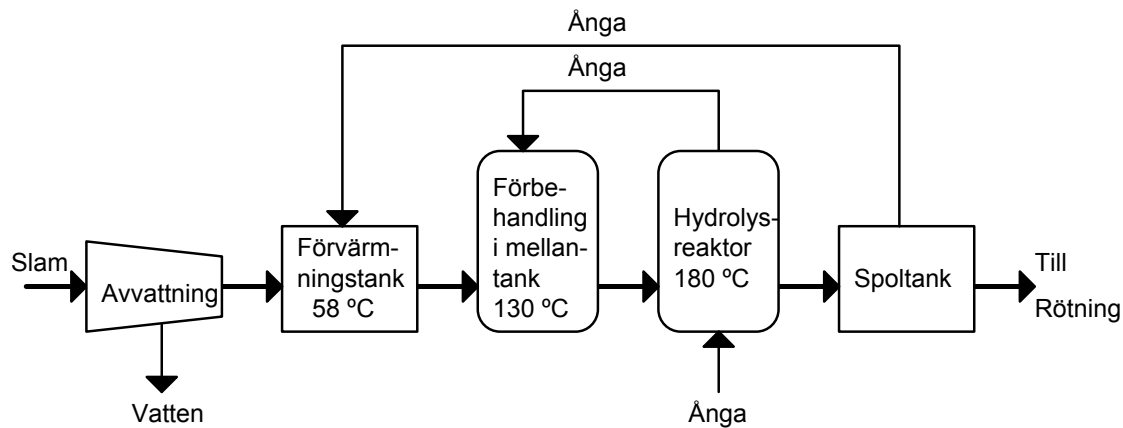 Ånga
Ånga
Slam
Avvattning
Vatten
Förvärm-
ningstank
58 ºC
Förbe-
handling
i mellan-
tank
130 ºC
Hydrolys-
reaktor
180 ºC
Ånga
Spoltank
Till
Rötning